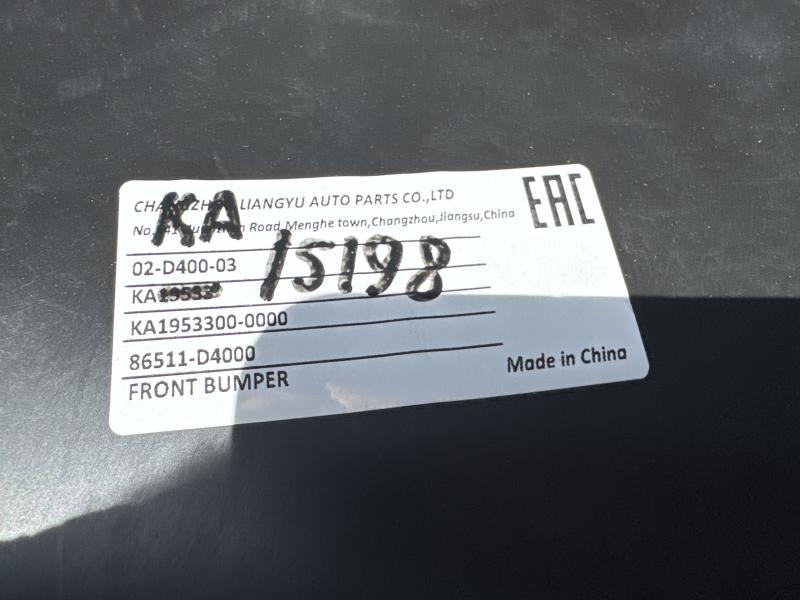 LIANGYU AUTO PARTS CO.,LTD
EAC
Road Menghe town,Changzhou,Jiangsu,China
KA 15198
02-D400-03
KA19533
KA1953300-0000
86511-D4000
FRONT BUMPER
Made in China